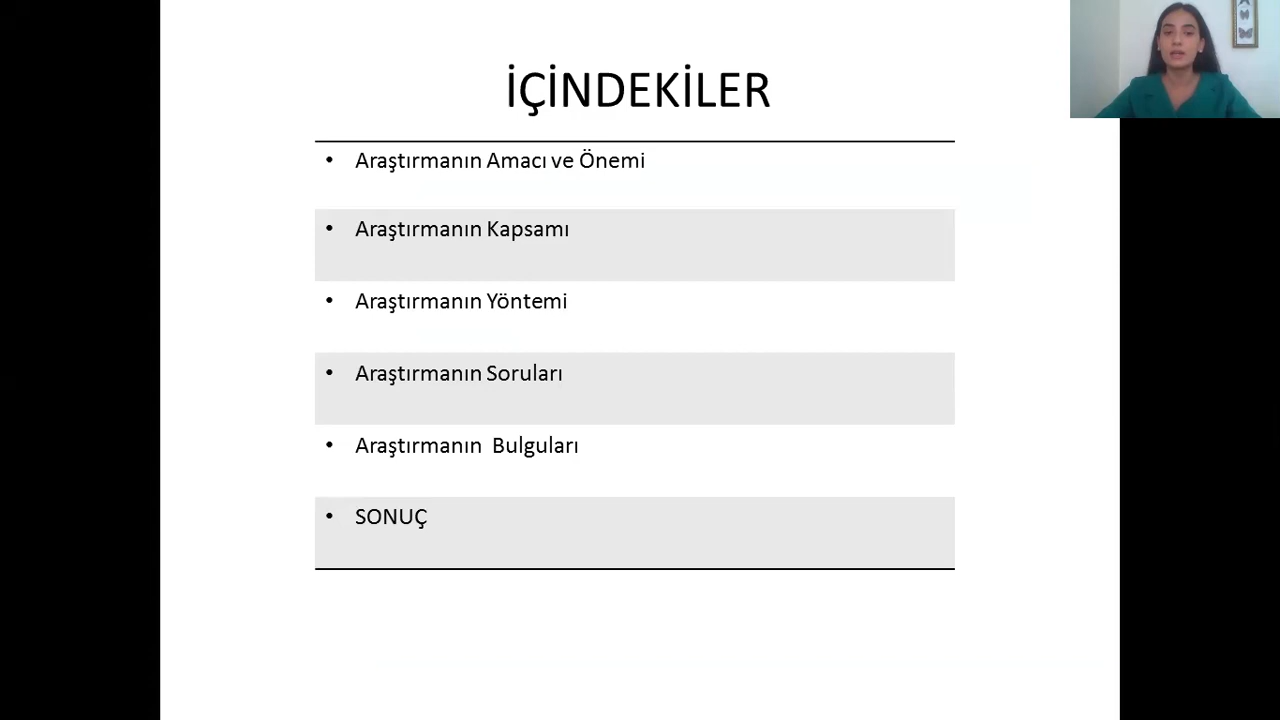 İÇİNDEKİLER
• Araştırmanın Amacı ve Önemi
• Araştırmanın Kapsamı
• Araştırmanın Yöntemi
• Araştırmanın Soruları
• Araştırmanın  Bulguları
• SONUÇ